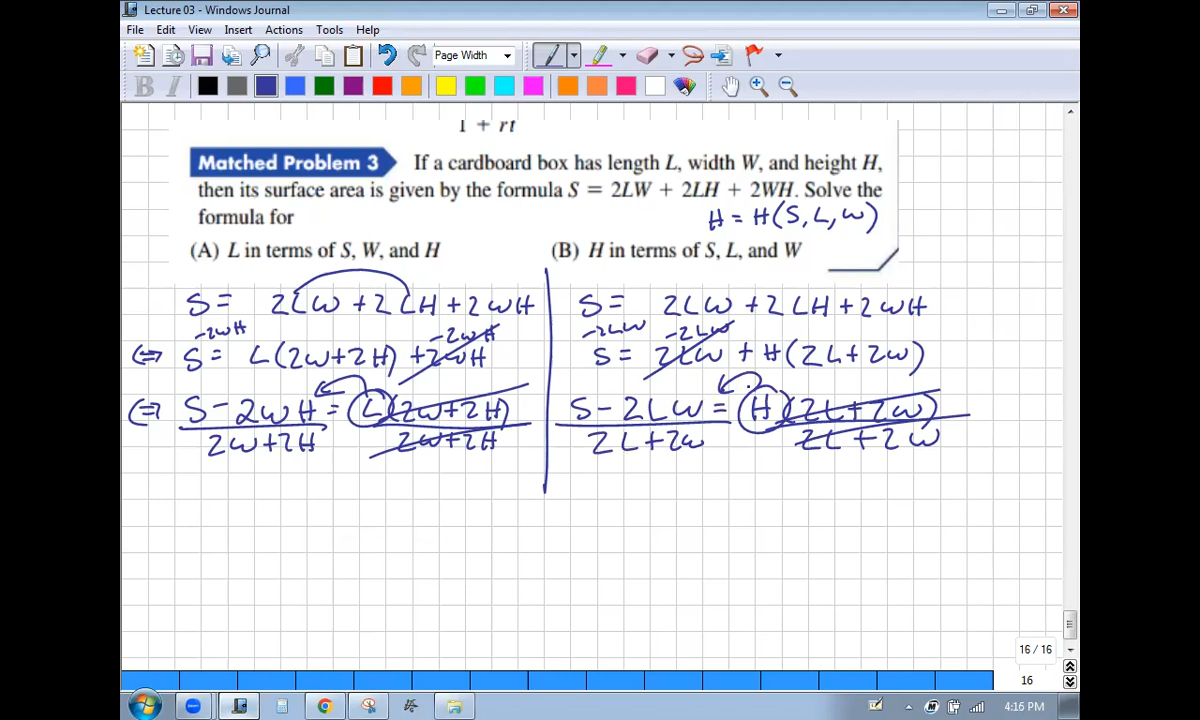 Lecture 03 - Windows Journal
File Edit View Insert Actions Tools Help
Page Width
B I
1 + rt
Matched Problem 3 If a cardboard box has length L, width W, and height H,
then its surface area is given by the formula S = 2LW + 2LH + 2WH. Solve the
formula for
H = H(S, L, W)
(A) L in terms of S, W, and H
(B) H in terms of S, L, and W
S = 2LW + 2LH + 2WH
-2WH -2WH
⇔ S = L(2W+2H) + 2WH
⇔ S - 2WH = L(2W+2H)
2W+2H 2W+2H
S = 2LW + 2LH + 2WH
-2LW -2LW
S = 2LW + H(2L+2W)
S - 2LW = H(2L+2W)
2L+2W 2L+2W
16 / 16
16
4:16 PM